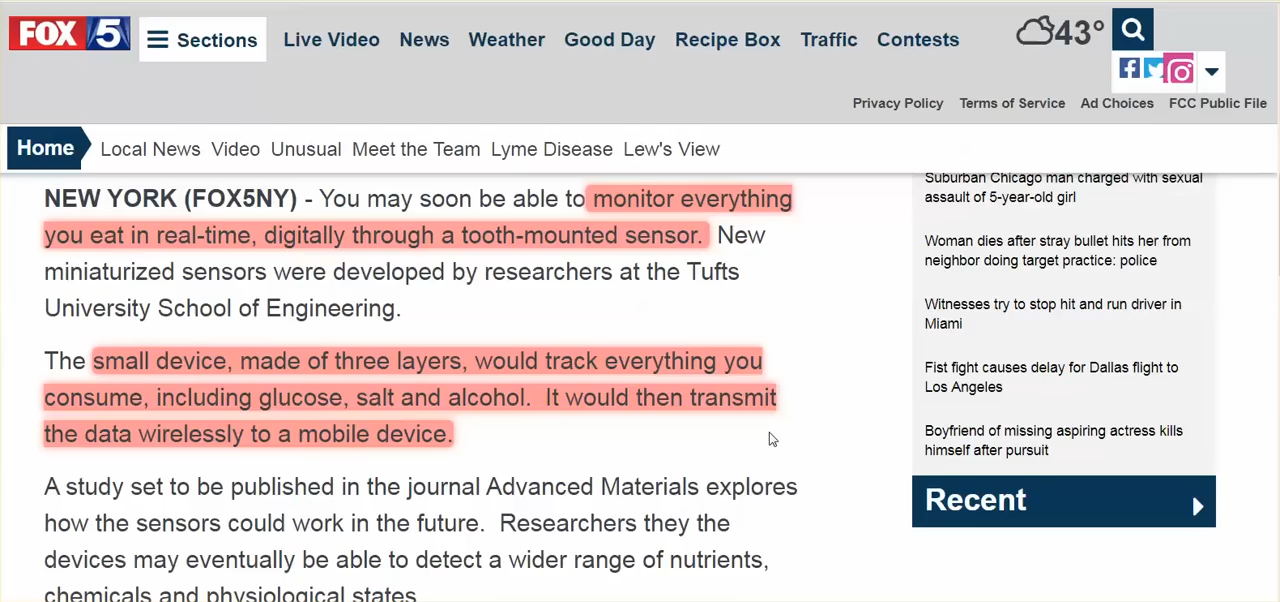 FOX 5
Sections
Live Video News Weather Good Day Recipe Box Traffic Contests
43°
Privacy Policy Terms of Service Ad Choices FCC Public File
Home Local News Video Unusual Meet the Team Lyme Disease Lew's View
NEW YORK (FOX5NY) - You may soon be able to monitor everything
you eat in real-time, digitally through a tooth-mounted sensor. New
miniaturized sensors were developed by researchers at the Tufts
University School of Engineering.
The small device, made of three layers, would track everything you
consume, including glucose, salt and alcohol. It would then transmit
the data wirelessly to a mobile device.
A study set to be published in the journal Advanced Materials explores
how the sensors could work in the future. Researchers they the
devices may eventually be able to detect a wider range of nutrients,
chemicals and physiological states.
Suburban Chicago man charged with sexual
assault of 5-year-old girl
Woman dies after stray bullet hits her from
neighbor doing target practice: police
Witnesses try to stop hit and run driver in
Miami
Fist fight causes delay for Dallas flight to
Los Angeles
Boyfriend of missing aspiring actress kills
himself after pursuit
Recent